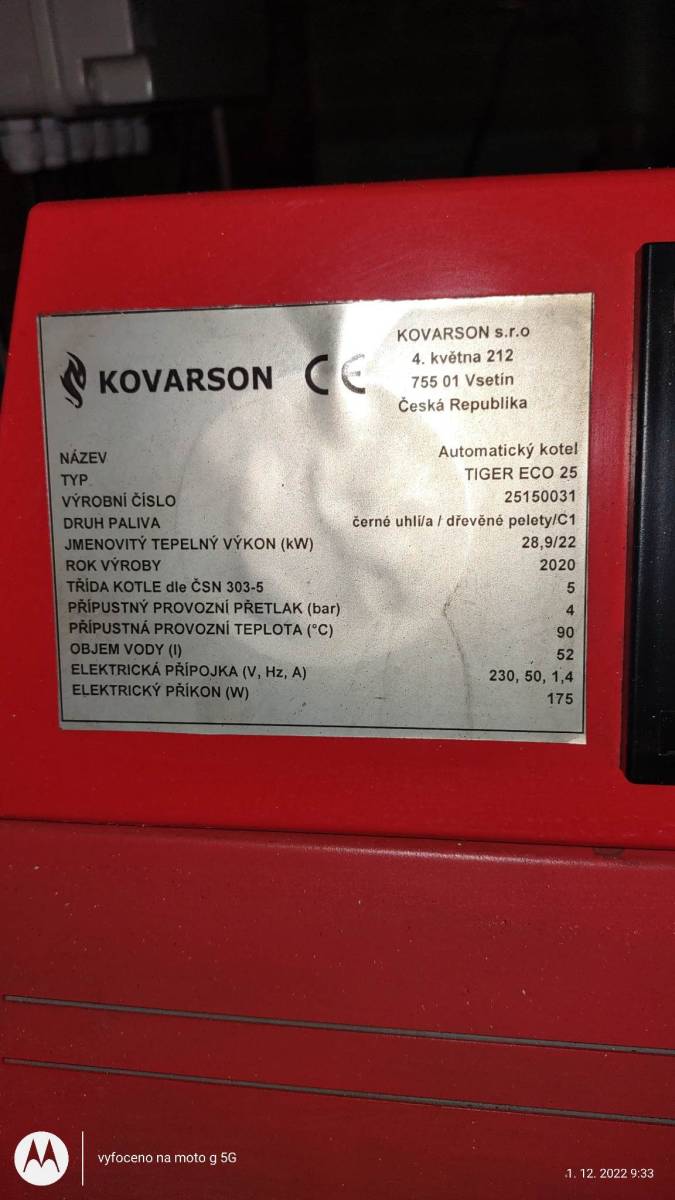 KOVARSON CE
KOVARSON s.r.o
4. května 212
755 01 Vsetín
Česká Republika
NÁZEV Automatický kotel
TYP TIGER ECO 25
VÝROBNÍ ČÍSLO 25150031
DRUH PALIVA černé uhlí/a / dřevěné pelety/C1
JMENOVITÝ TEPELNÝ VÝKON (kW) 28,9/22
ROK VÝROBY 2020
TŘÍDA KOTLE dle ČSN 303-5 5
PŘÍPUSTNÝ PROVOZNÍ PŘETLAK (bar) 4
PŘÍPUSTNÁ PROVOZNÍ TEPLOTA (°C) 90
OBJEM VODY (l) 52
ELEKTRICKÁ PŘÍPOJKA (V, Hz, A) 230, 50, 1,4
ELEKTRICKÝ PŘÍKON (W) 175
vyfoceno na moto g 5G
1. 12. 2022 9:33